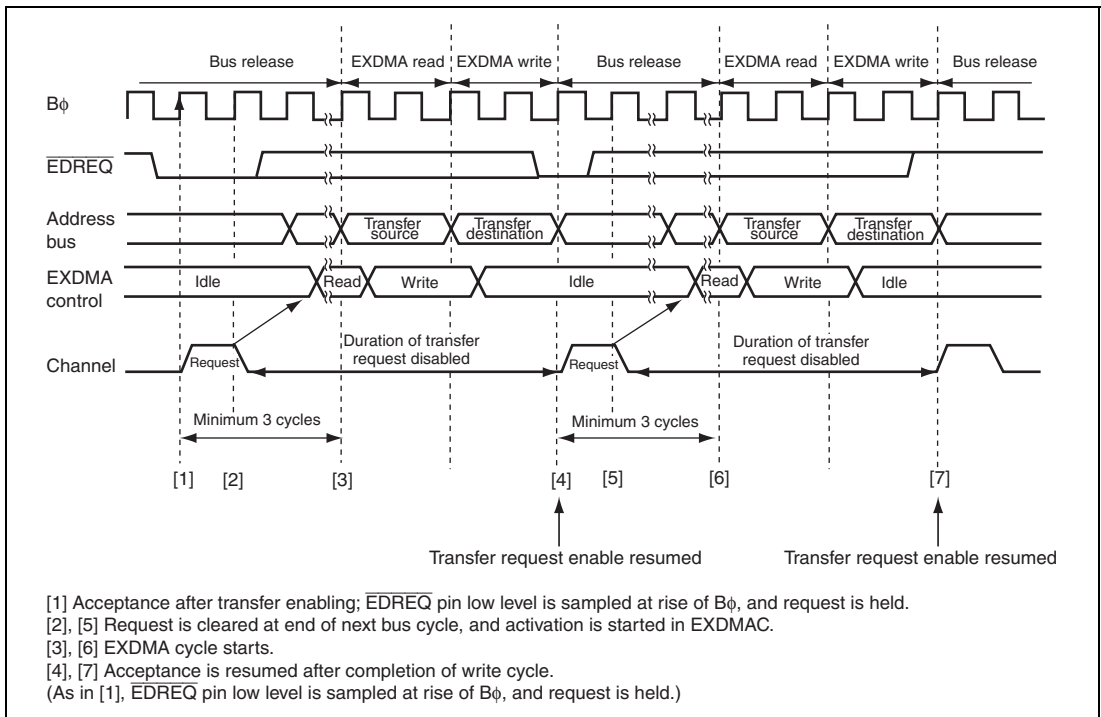 Bus release EXDMA read EXDMA write Bus release EXDMA read EXDMA write Bus release
Bφ
EDREQ
Address bus
Transfer source
Transfer destination
Transfer source
Transfer destination
EXDMA control
Idle Read Write Idle Read Write Idle
Channel
Request
Duration of transfer request disabled
Request
Duration of transfer request disabled
Minimum 3 cycles Minimum 3 cycles
[1] [2] [3] [4] [5] [6] [7]
Transfer request enable resumed Transfer request enable resumed
[1] Acceptance after transfer enabling; EDREQ pin low level is sampled at rise of Bφ, and request is held.
[2], [5] Request is cleared at end of next bus cycle, and activation is started in EXDMAC.
[3], [6] EXDMA cycle starts.
[4], [7] Acceptance is resumed after completion of write cycle.
(As in [1], EDREQ pin low level is sampled at rise of Bφ, and request is held.)